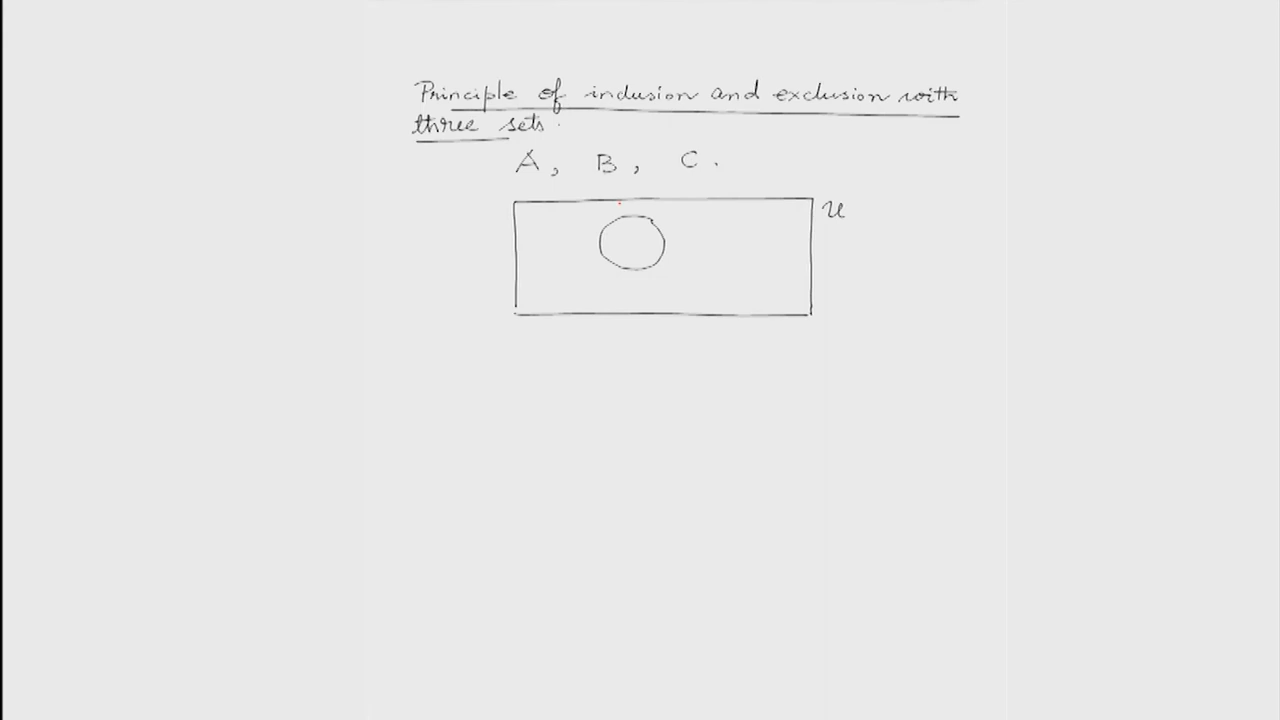 Principle of inclusion and exclusion with
three sets.
A, B, C.
U